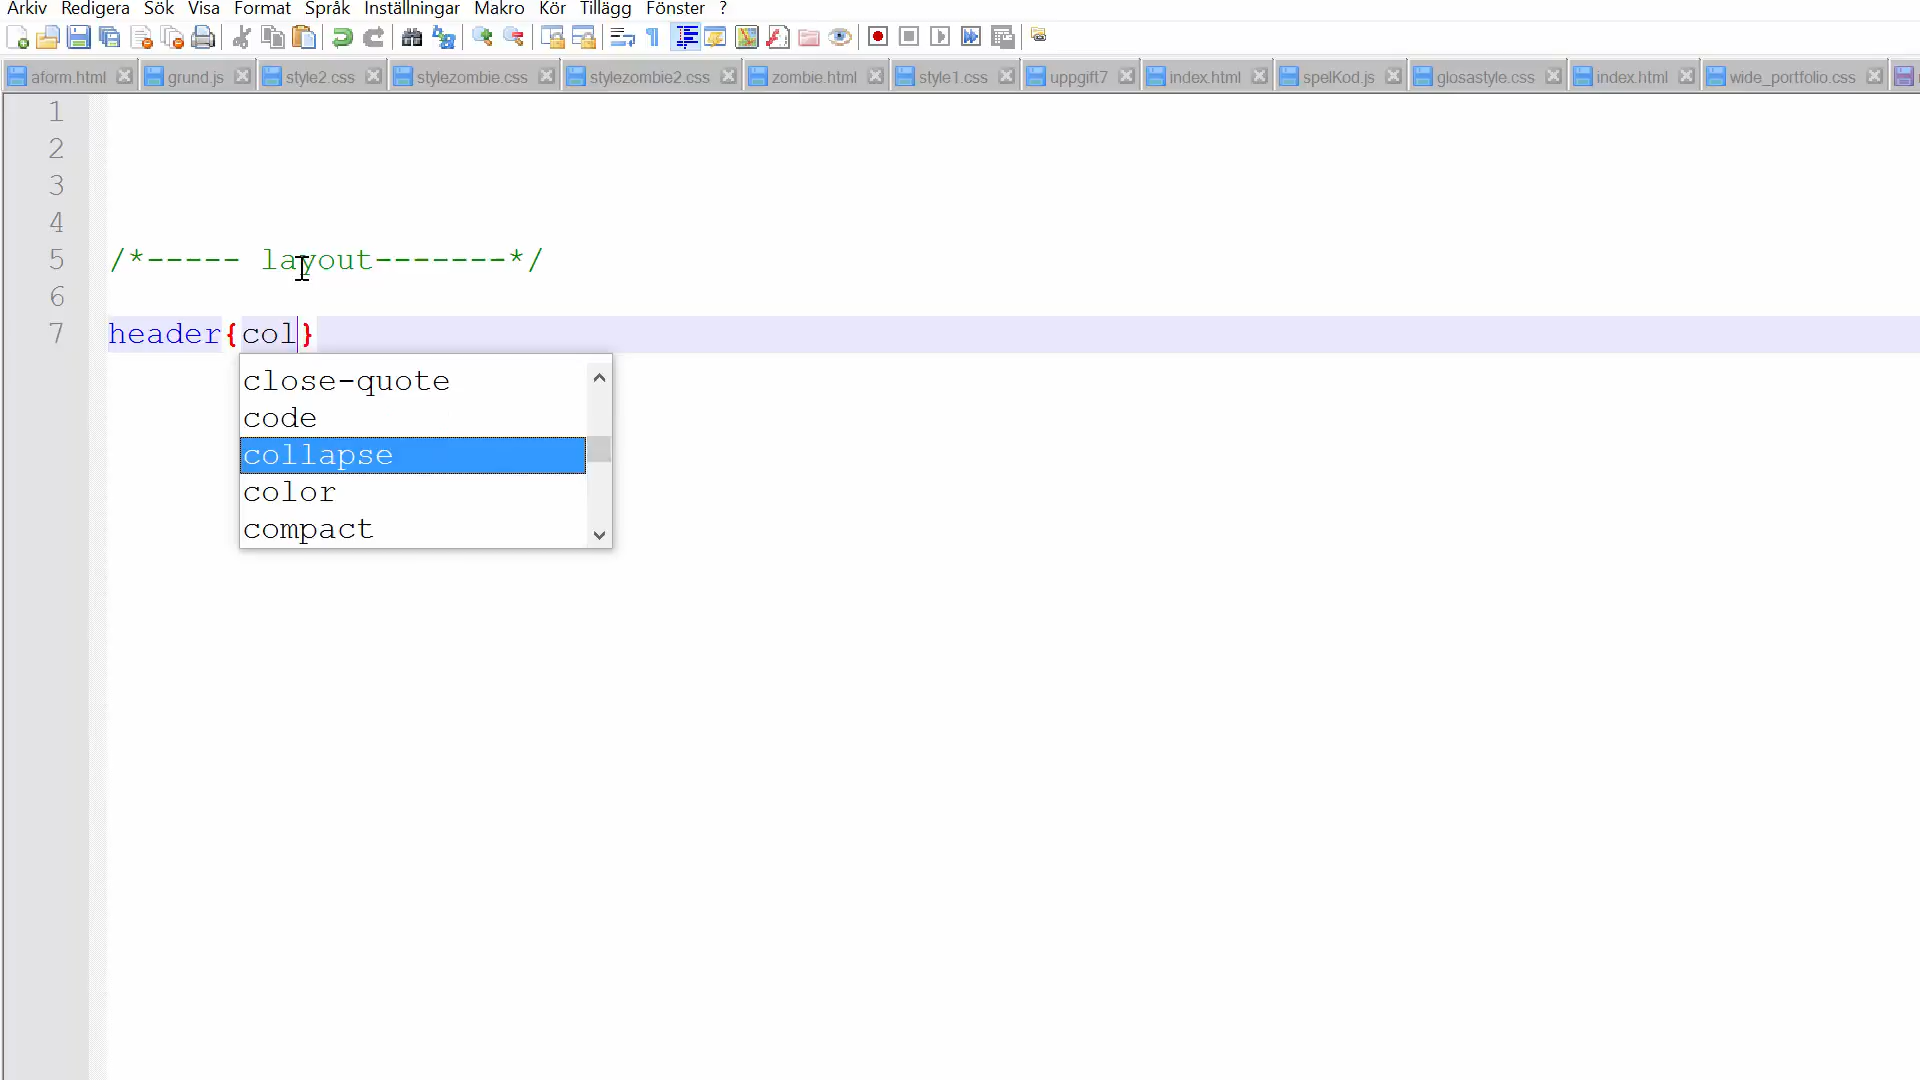 Arkiv Redigera Sök Visa Format Språk Inställningar Makro Kör Tillägg Fönster ?
aform.html grund.js style2.css stylezombie.css stylezombie2.css zombie.html style1.css uppgift7 index.html spelKod.js glosastyle.css index.html wide_portfolio.css
1
2
3
4
5 /*----- layout-------*/
6
7 header{col}
close-quote
code
collapse
color
compact